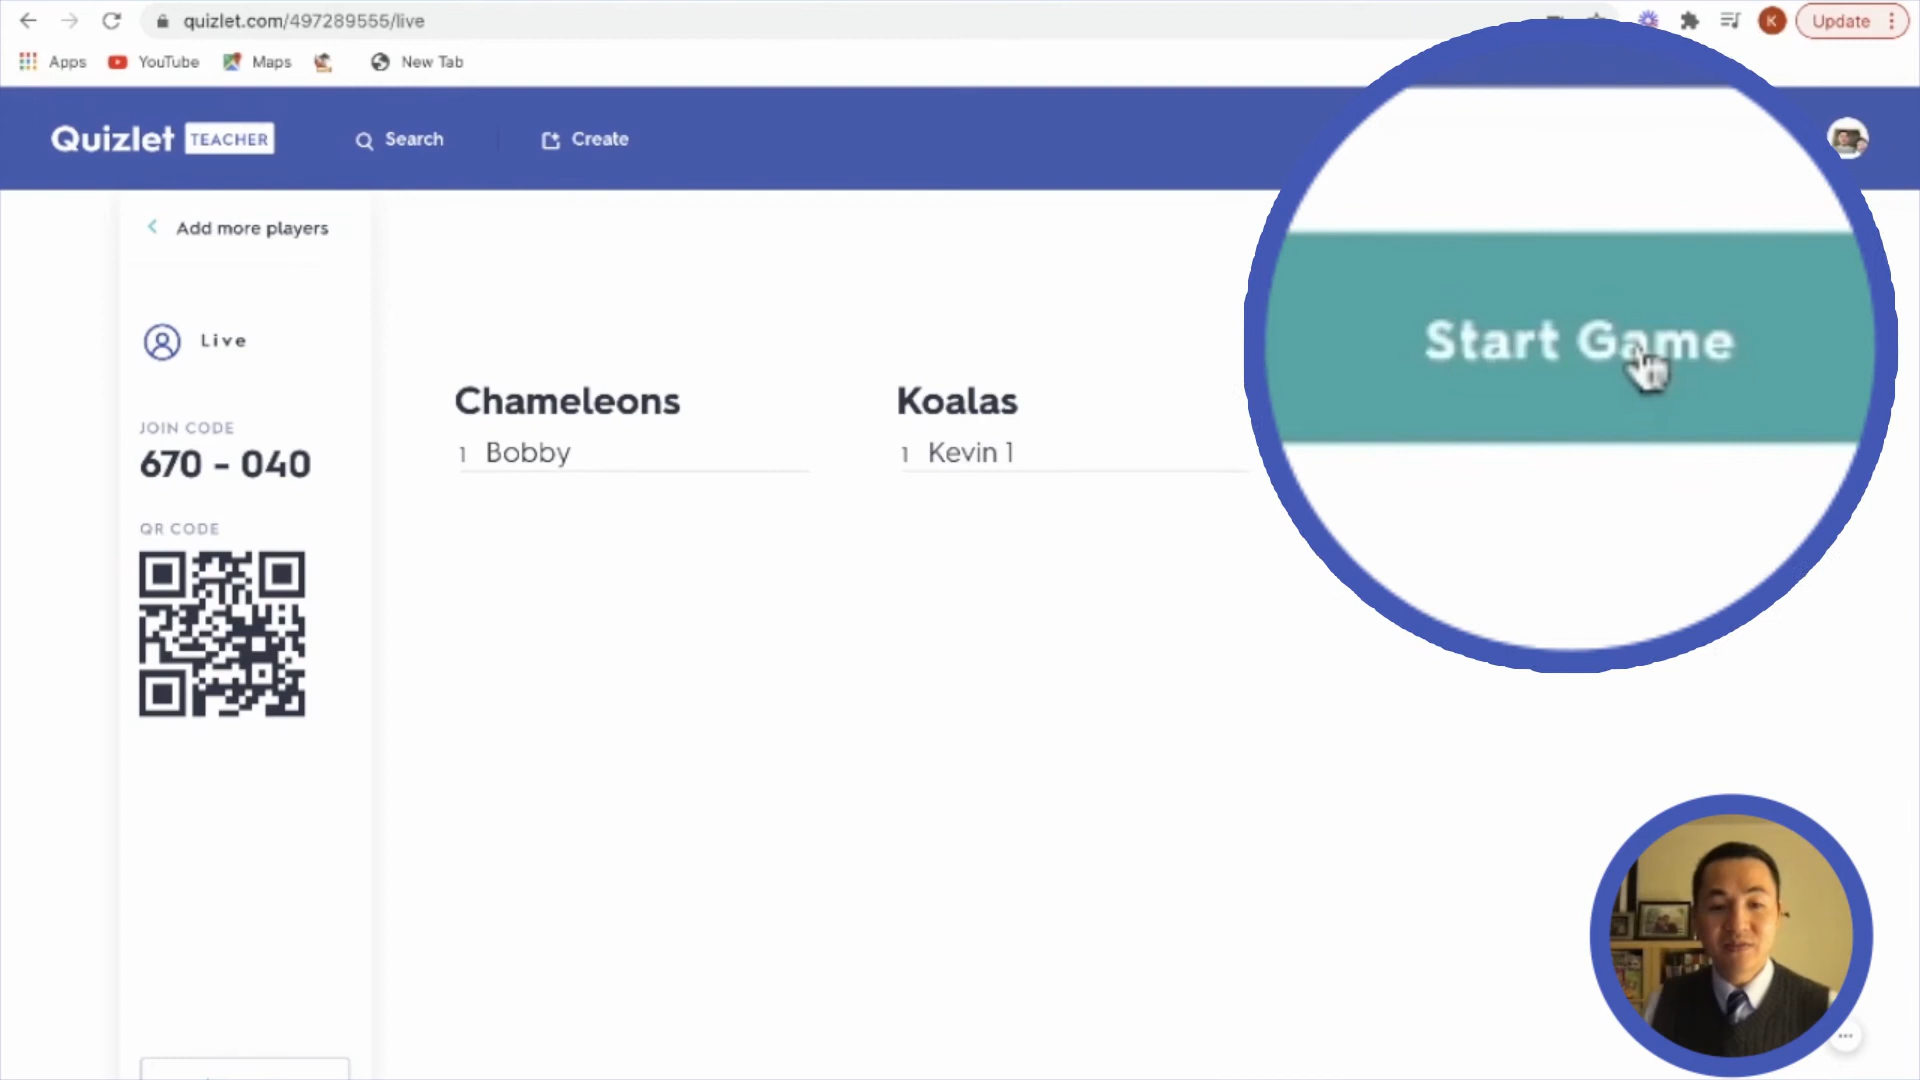 quizlet.com/497289555/live
K
Update
Apps
YouTube
Maps
New Tab
Quizlet TEACHER
Search
Create
Add more players
Live
JOIN CODE
670 - 040
QR CODE
Chameleons
1 Bobby
Koalas
1 Kevin 1
Start Game